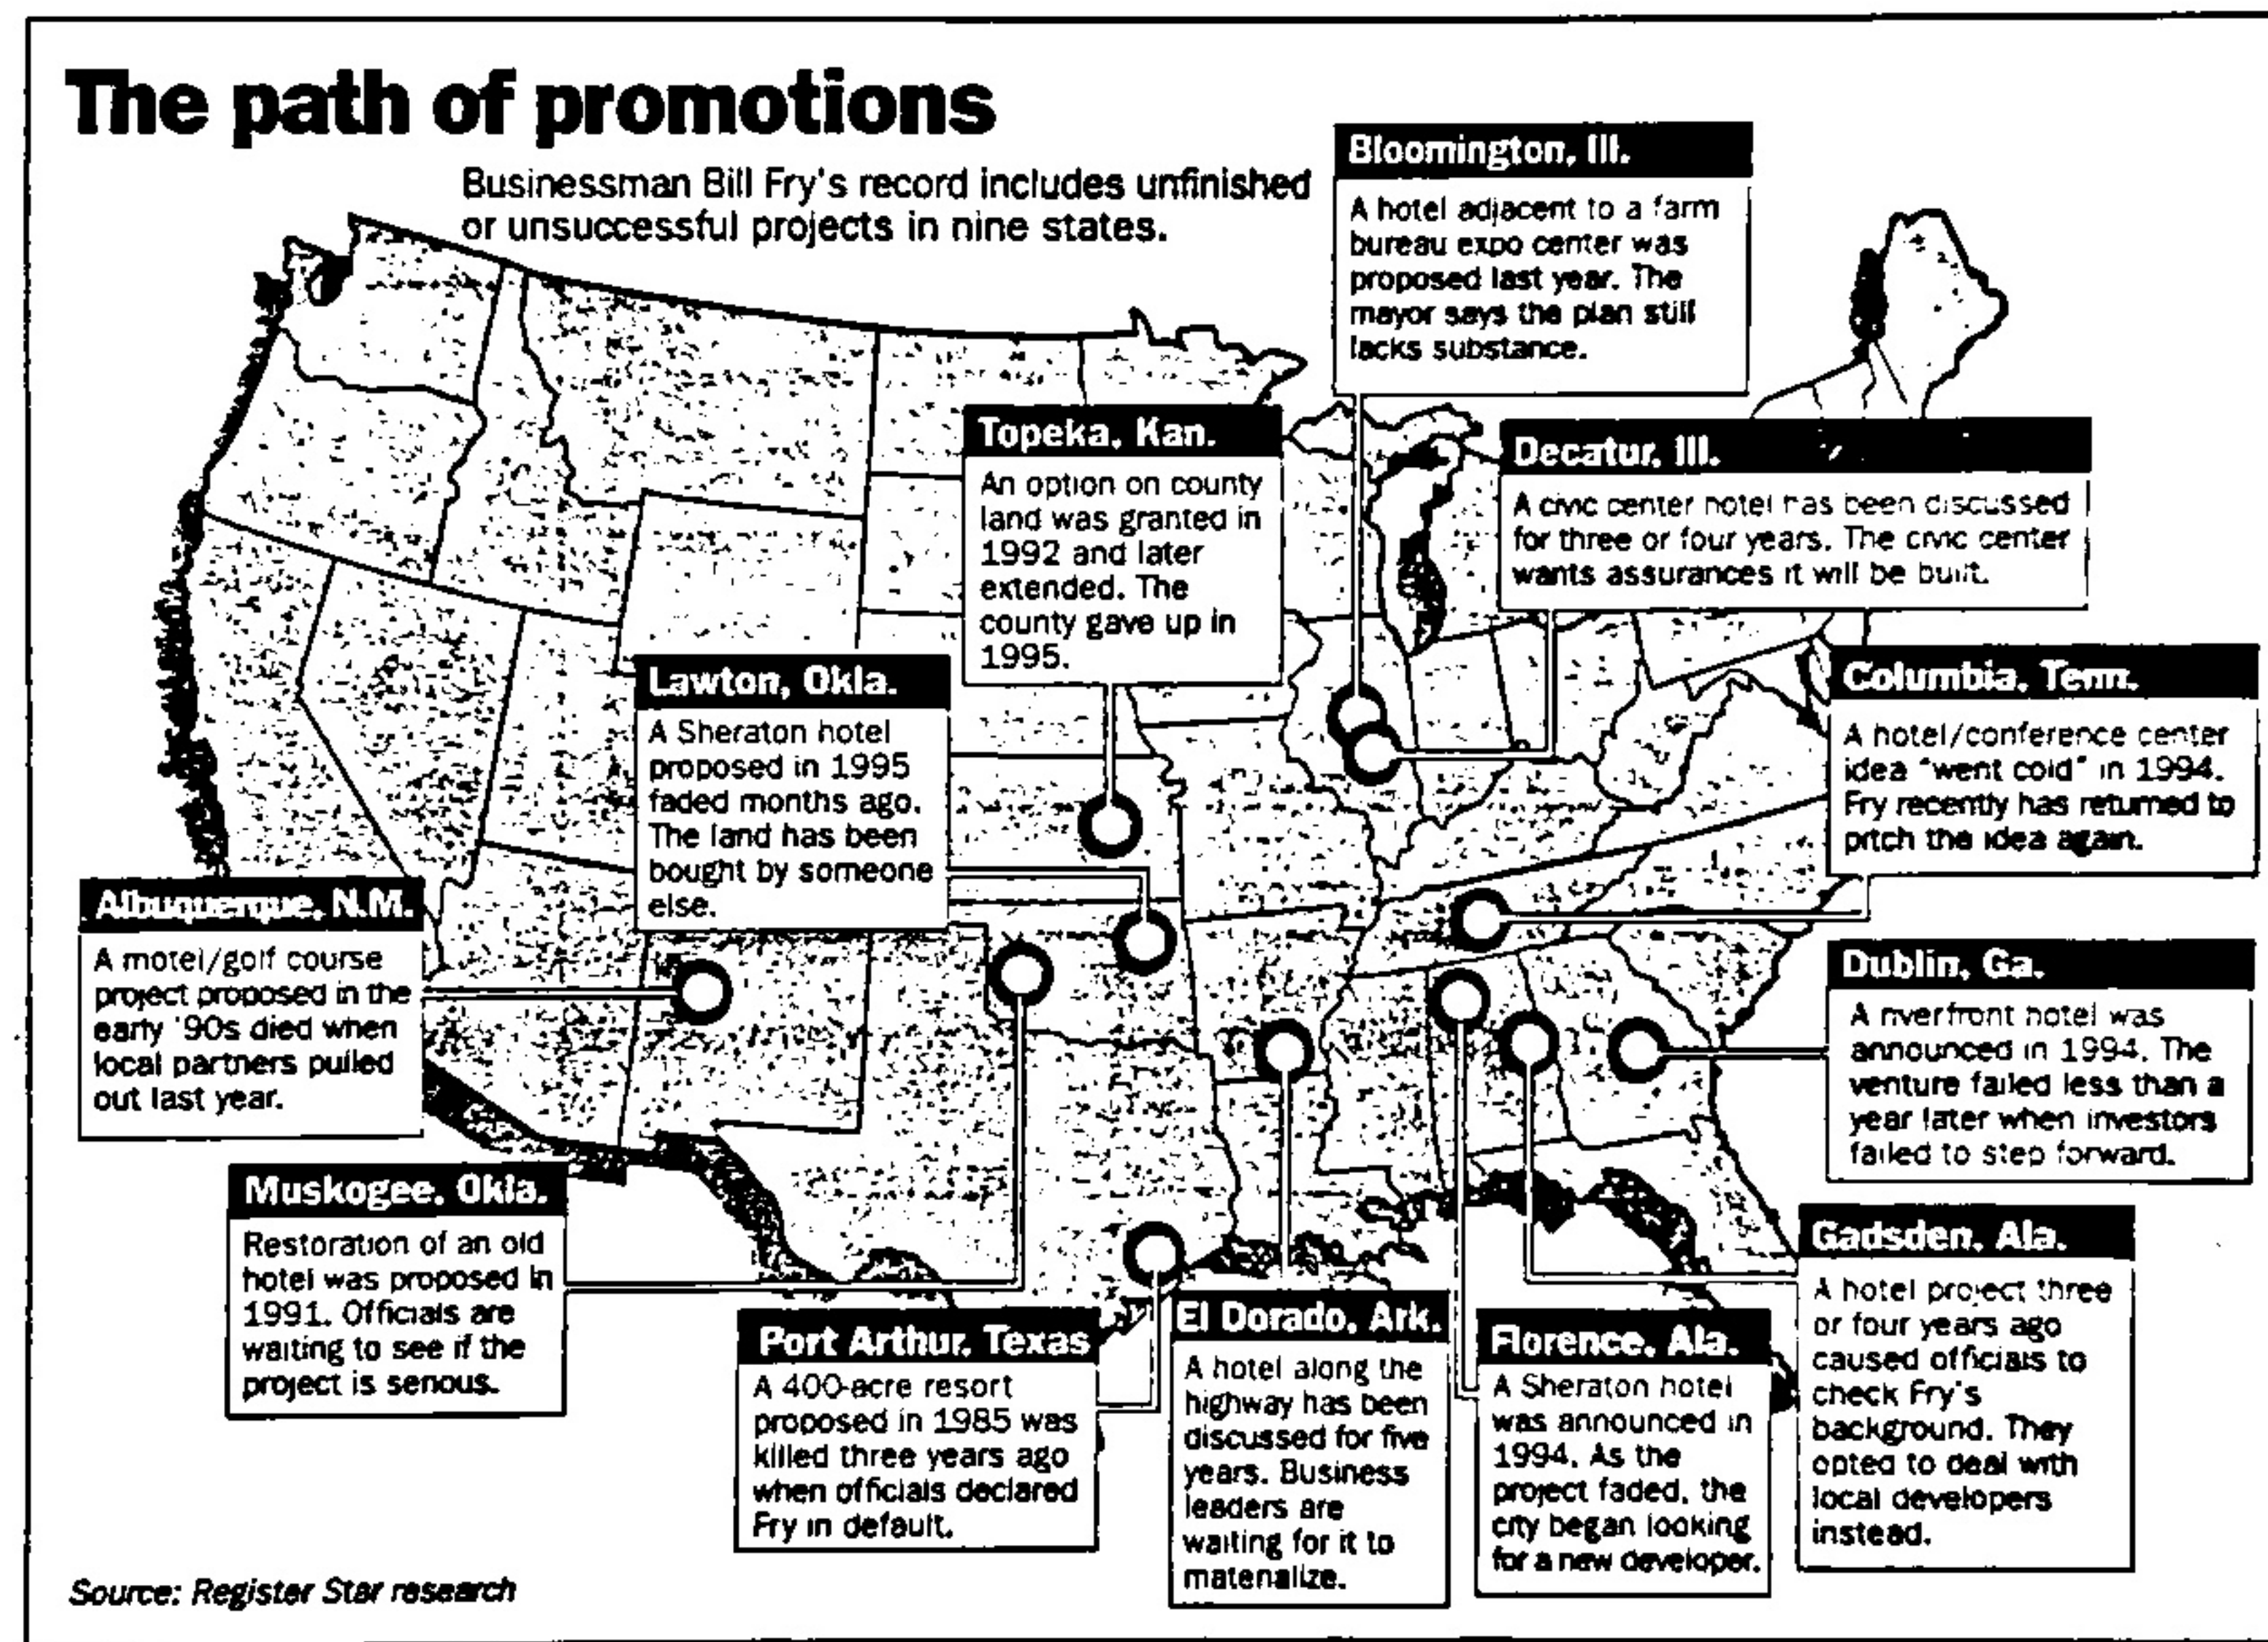 The path of promotions
Businessman Bill Fry's record includes unfinished
or unsuccessful projects in nine states.
Bloomington, Ill.
A hotel adjacent to a farm
bureau expo center was
proposed last year. The
mayor says the plan still
lacks substance.
Topeka, Kan.
An option on county
land was granted in
1992 and later
extended. The
county gave up in
1995.
Decatur, Ill.
A civic center hotel has been discussed
for three or four years. The civic center
wants assurances it will be built.
Lawton, Okla.
A Sheraton hotel
proposed in 1995
faded months ago.
The land has been
bought by someone
else.
Columbia, Tenn.
A hotel/conference center
idea "went cold" in 1994.
Fry recently has returned to
pitch the idea again.
Albuquerque, N.M.
A motel/golf course
project proposed in the
early '90s died when
local partners pulled
out last year.
Dublin, Ga.
A riverfront hotel was
announced in 1994. The
venture failed less than a
year later when investors
failed to step forward.
Muskogee, Okla.
Restoration of an old
hotel was proposed in
1991. Officials are
waiting to see if the
project is serious.
Port Arthur, Texas
A 400-acre resort
proposed in 1985 was
killed three years ago
when officials declared
Fry in default.
El Dorado, Ark.
A hotel along the
highway has been
discussed for five
years. Business
leaders are
waiting for it to
materialize.
Florence, Ala.
A Sheraton hotel
was announced in
1994. As the
project faded, the
city began looking
for a new developer.
Gadsden, Ala.
A hotel project three
or four years ago
caused officials to
check Fry's
background. They
opted to deal with
local developers
instead.
Source: Register Star research